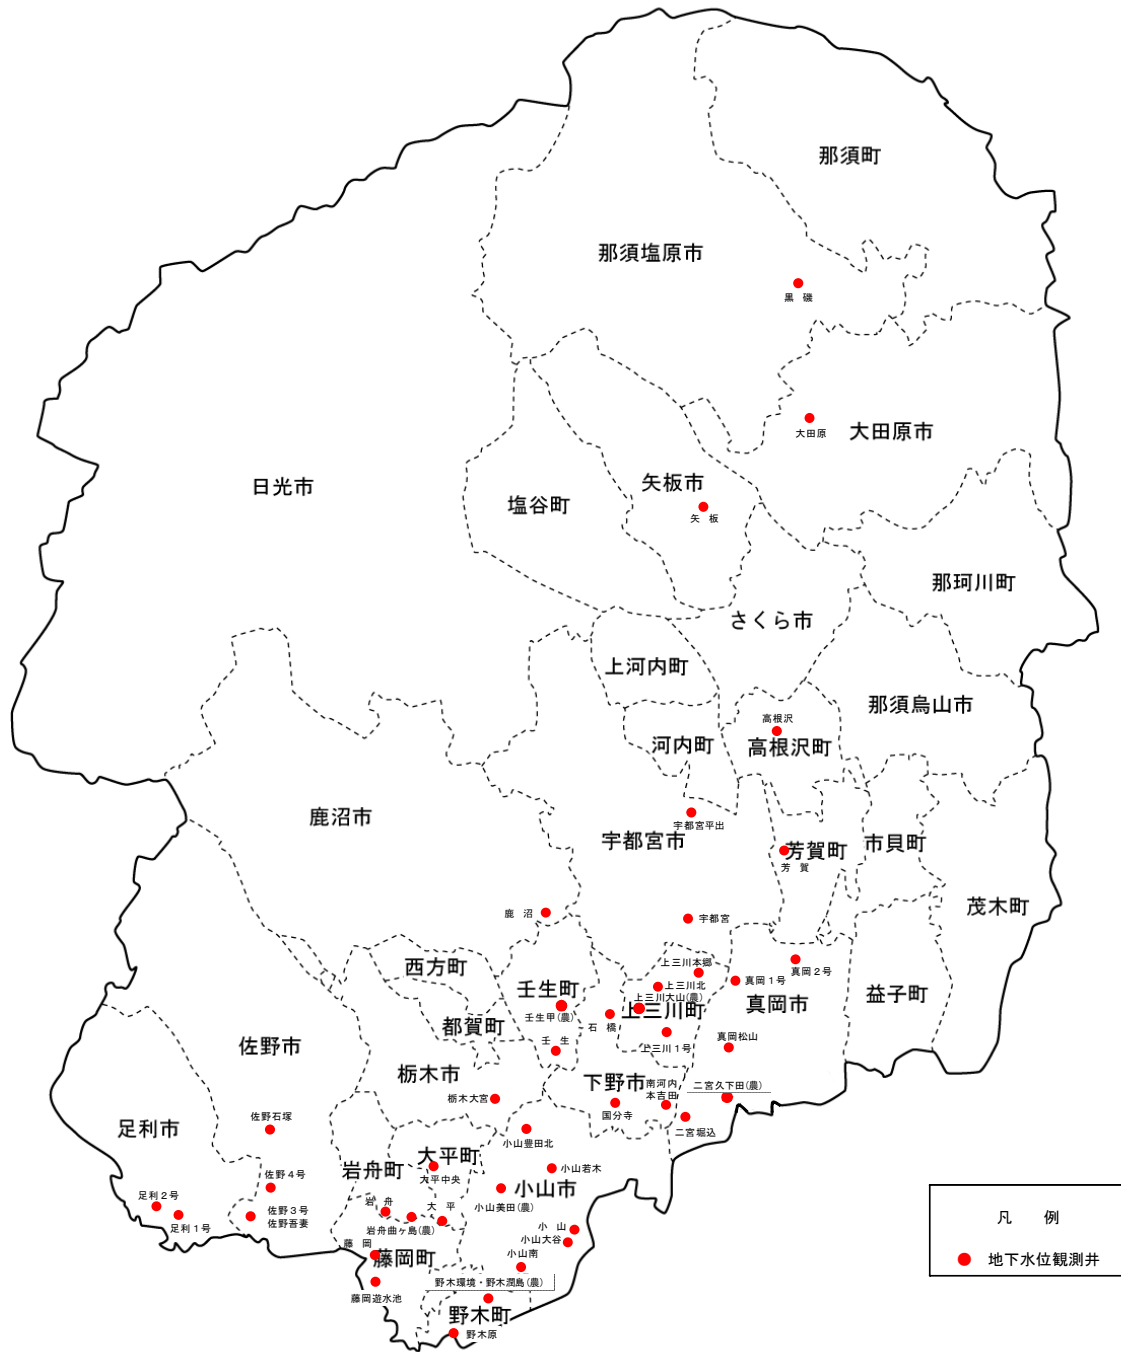 那須町
那須塩原市
黒　磯
大田原
大田原市
矢板市
矢　板
日光市
塩谷町
那珂川町
さくら市
上河内町
那須烏山市
高根沢
高根沢町
河内町
鹿沼市
宇都宮平出
宇都宮市
芳賀町
芳　賀
市貝町
茂木町
鹿　沼
宇都宮
西方町
上三川本郷
真岡２号
真岡１号
上三川北
上三川大山(農)
壬生町
壬生甲(農)
石　橋
上三川町
真岡市
益子町
都賀町
佐野市
壬　生
上三川１号
真岡松山
栃木市
下野市
南河内
本吉田
二宮久下田(農)
栃木大宮
国分寺
二宮堀込
佐野石塚
足利市
小山豊田北
大平町
岩舟町
大平中央
小山若木
佐野４号
小山市
足利２号
岩　舟
大　平
小山美田(農)
佐野３号
佐野吾妻
足利１号
岩舟曲ヶ島(農)
小　山
小山大谷
藤　岡
藤岡町
小山南
野木環境・野木潤島(農)
藤岡遊水池
野木町
野木原
凡　例
地下水位観測井